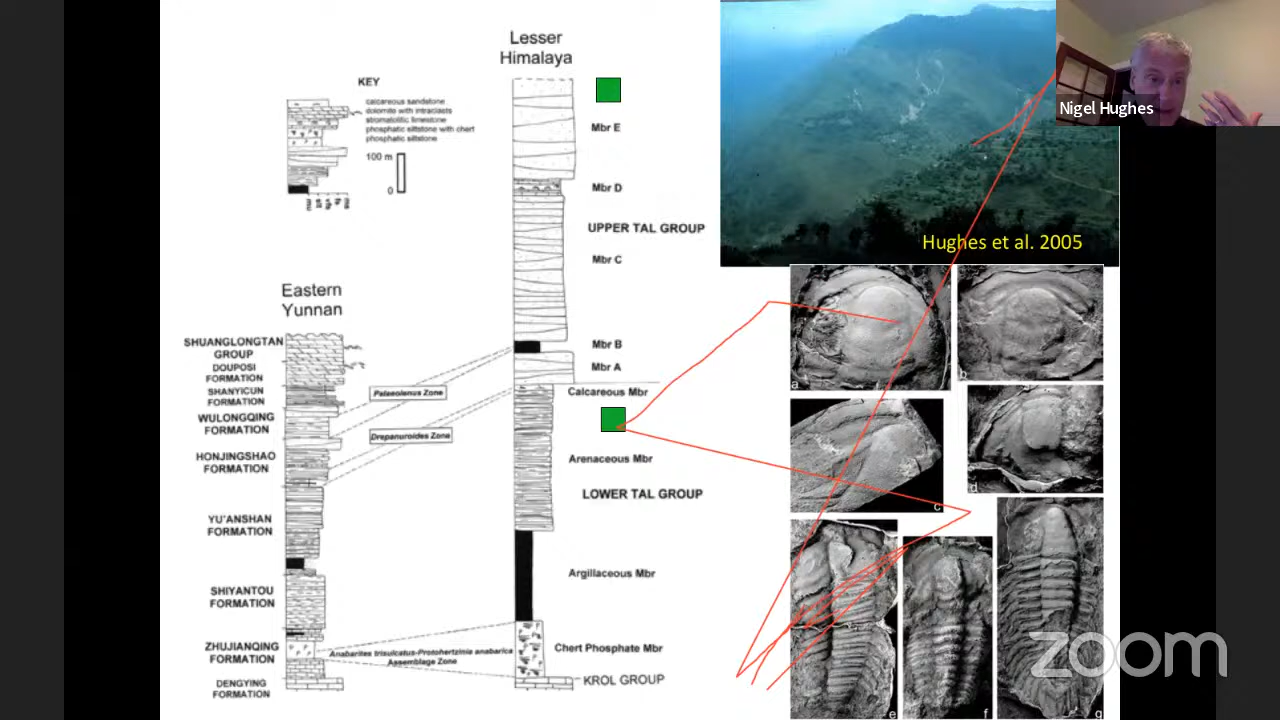 Lesser
Himalaya
KEY
calcareous sandstone
dolomite with intraclasts
stromatolitic limestone
phosphatic siltstone with chert
phosphatic siltstone
100 m
0
Mbr E
Mbr D
UPPER TAL GROUP
Mbr C
Mbr B
Mbr A
Calcareous Mbr
Arenaceous Mbr
LOWER TAL GROUP
Argillaceous Mbr
Chert Phosphate Mbr
KROL GROUP
Eastern
Yunnan
SHUANGLONGTAN
GROUP
DOUPOSI
FORMATION
SHANYICUN
FORMATION
WULONGQING
FORMATION
HONJINGSHAO
FORMATION
YU'ANSHAN
FORMATION
SHIYANTOU
FORMATION
ZHUJIANQING
FORMATION
DENGYING
FORMATION
Palaeolenus Zone
Drepanuroides Zone
Anabarites trisulcatus-Protohertzinia anabarica
Assemblage Zone
Nigel Hughes
Hughes et al. 2005
a
b
c
d
e
f
g
zoom